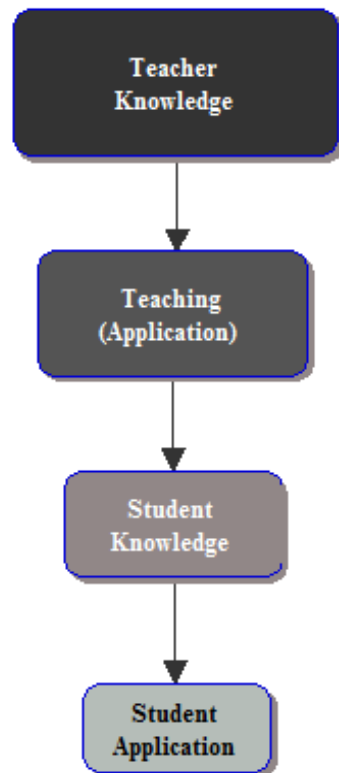 Teacher
Knowledge
Teaching
(Application)
Student
Knowledge
Student
Application